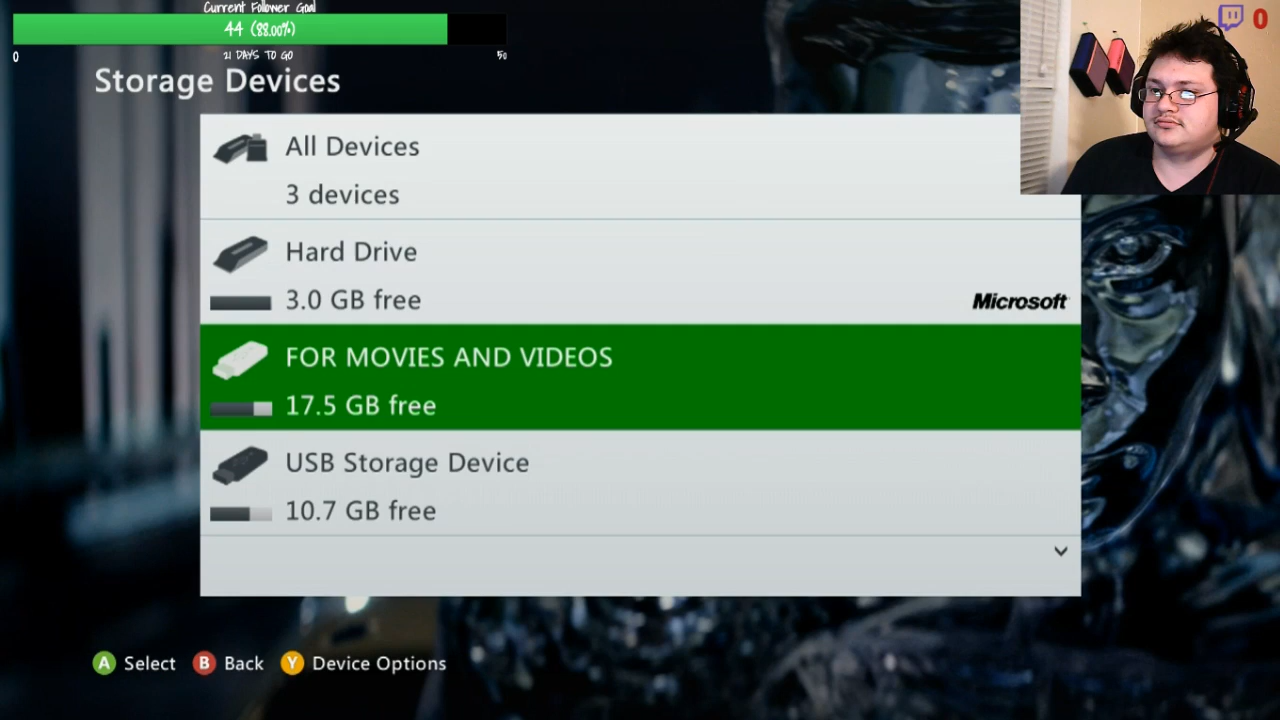 Current Follower Goal
44 (88.00%)
0
21 DAYS TO GO
50
0
Storage Devices
All Devices
3 devices
Hard Drive
3.0 GB free
Microsoft
FOR MOVIES AND VIDEOS
17.5 GB free
USB Storage Device
10.7 GB free
A Select B Back Y Device Options